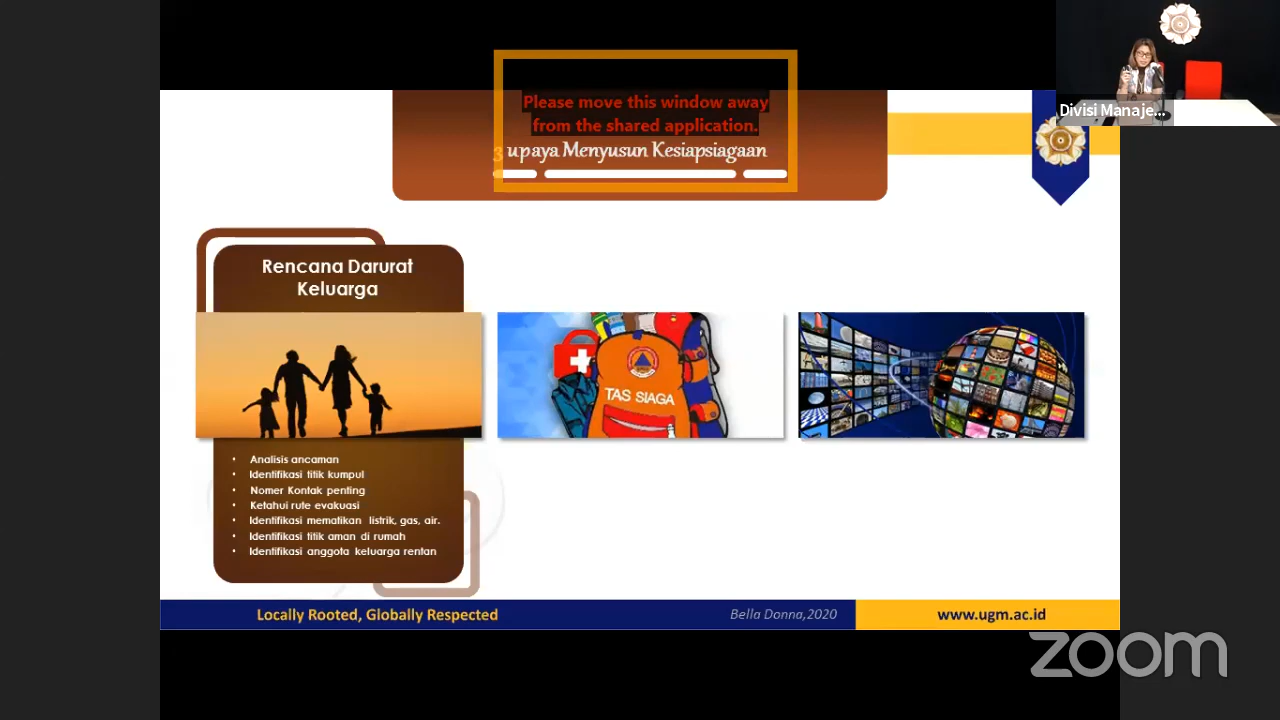 Please move this window away
from the shared application.
3 upaya Menyusun Kesiapsiagaan
Divisi Manaje...
Rencana Darurat
Keluarga
TAS SIAGA
• Analisis ancaman
• Identifikasi titik kumpul
• Nomer Kontak penting
• Ketahui rute evakuasi
• Identifikasi mematikan listrik, gas, air.
• Identifikasi titik aman di rumah
• Identifikasi anggota keluarga rentan
Locally Rooted, Globally Respected
Bella Donna,2020
www.ugm.ac.id
zoom